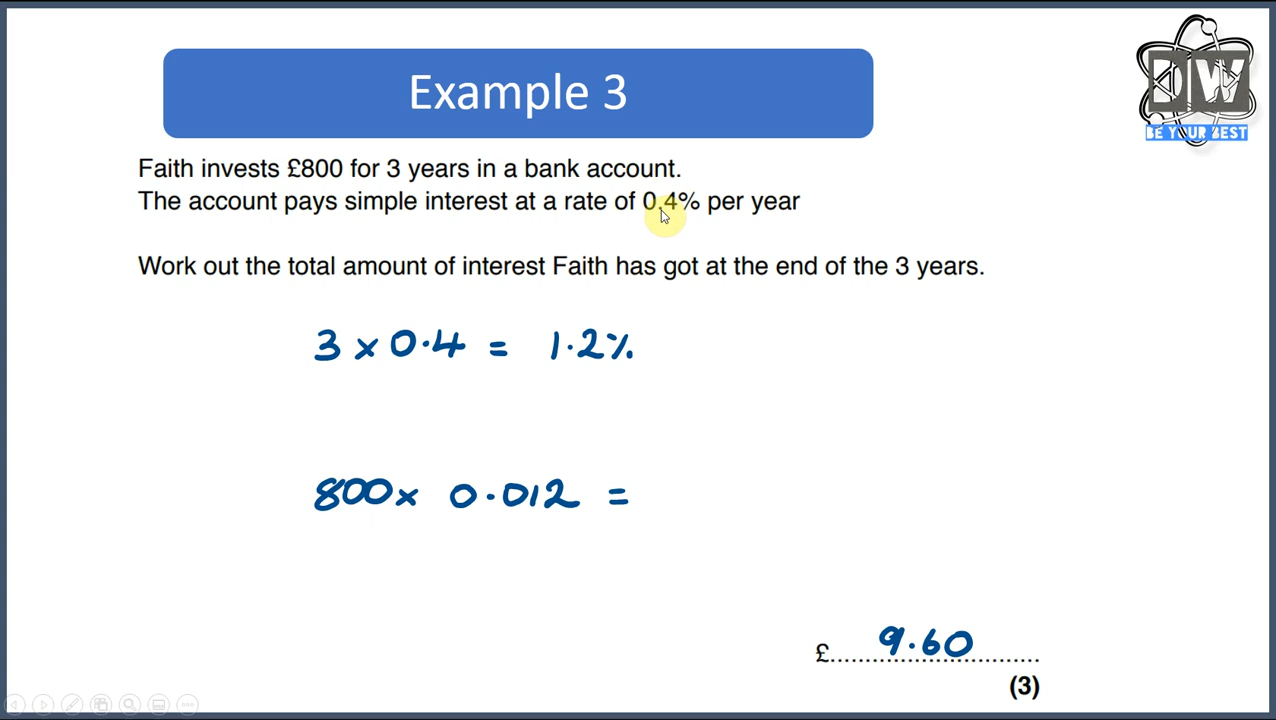 Example 3
DW
BE YOUR BEST
Faith invests £800 for 3 years in a bank account.
The account pays simple interest at a rate of 0.4% per year
Work out the total amount of interest Faith has got at the end of the 3 years.
3 × 0.4 = 1.2%
800 × 0.012 =
£ 9.60
(3)